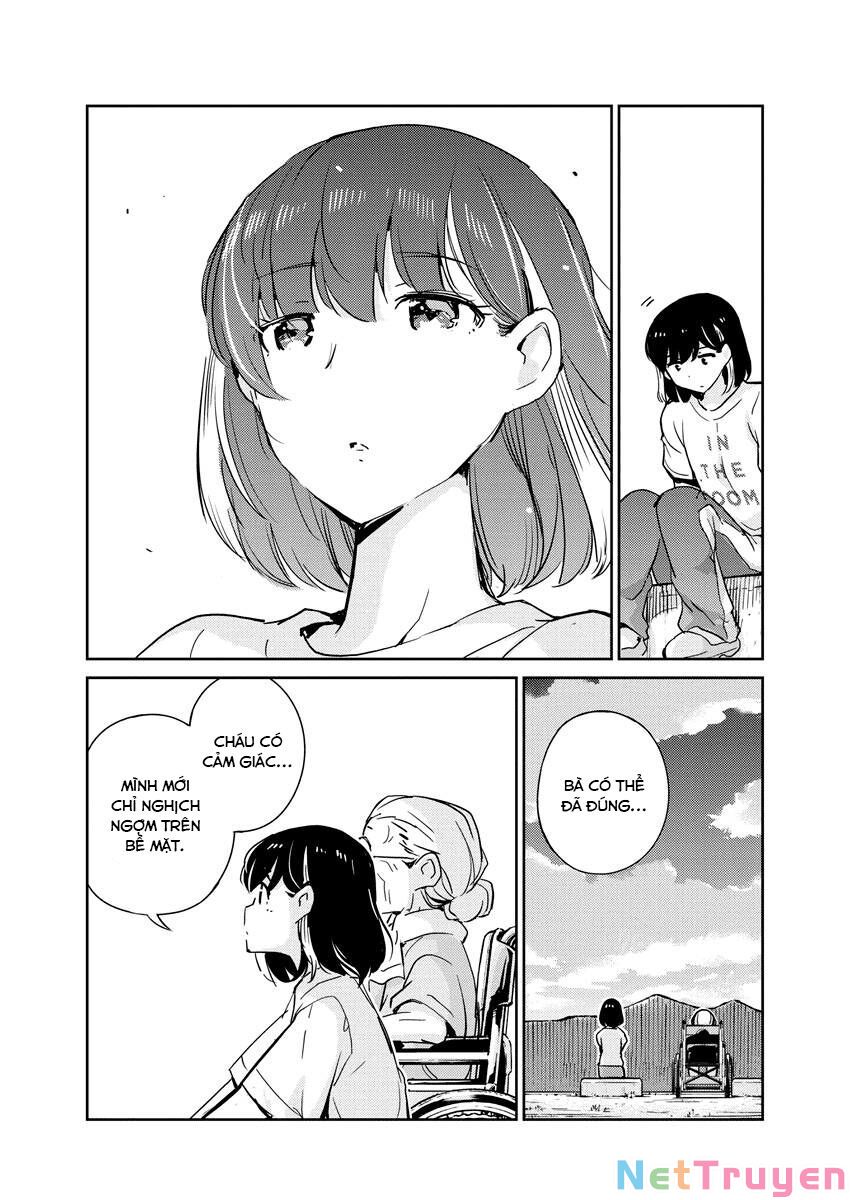 IN
THE
ROOM
BÀ CÓ THỂ
ĐÃ ĐÚNG...
CHÁU CÓ
CẢM GIÁC...
MÌNH MỚI
CHỈ NGHỊCH
NGỢM TRÊN
BỀ MẶT.
NetTruyen